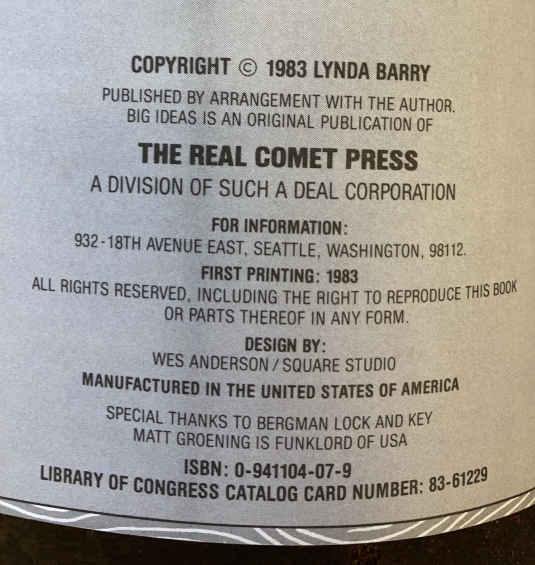 COPYRIGHT © 1983 LYNDA BARRY
PUBLISHED BY ARRANGEMENT WITH THE AUTHOR.
BIG IDEAS IS AN ORIGINAL PUBLICATION OF
THE REAL COMET PRESS
A DIVISION OF SUCH A DEAL CORPORATION
FOR INFORMATION:
932-18TH AVENUE EAST, SEATTLE, WASHINGTON, 98112.
FIRST PRINTING: 1983
ALL RIGHTS RESERVED, INCLUDING THE RIGHT TO REPRODUCE THIS BOOK
OR PARTS THEREOF IN ANY FORM.
DESIGN BY:
WES ANDERSON / SQUARE STUDIO
MANUFACTURED IN THE UNITED STATES OF AMERICA
SPECIAL THANKS TO BERGMAN LOCK AND KEY
MATT GROENING IS FUNKLORD OF USA
ISBN: 0-941104-07-9
LIBRARY OF CONGRESS CATALOG CARD NUMBER: 83-61229